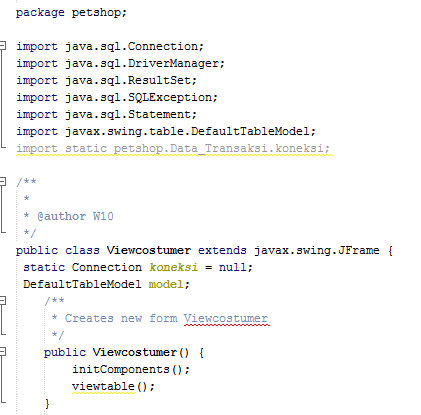 package petshop;
import java.sql.Connection;
import java.sql.DriverManager;
import java.sql.ResultSet;
import java.sql.SQLException;
import java.sql.Statement;
import javax.swing.table.DefaultTableModel;
import static petshop.Data_Transaksi.koneksi;
/**
*
* @author W10
*/
public class Viewcostumer extends javax.swing.JFrame {
static Connection koneksi = null;
DefaultTableModel model;
/**
* Creates new form Viewcostumer
*/
public Viewcostumer() {
initComponents();
viewtable();
}